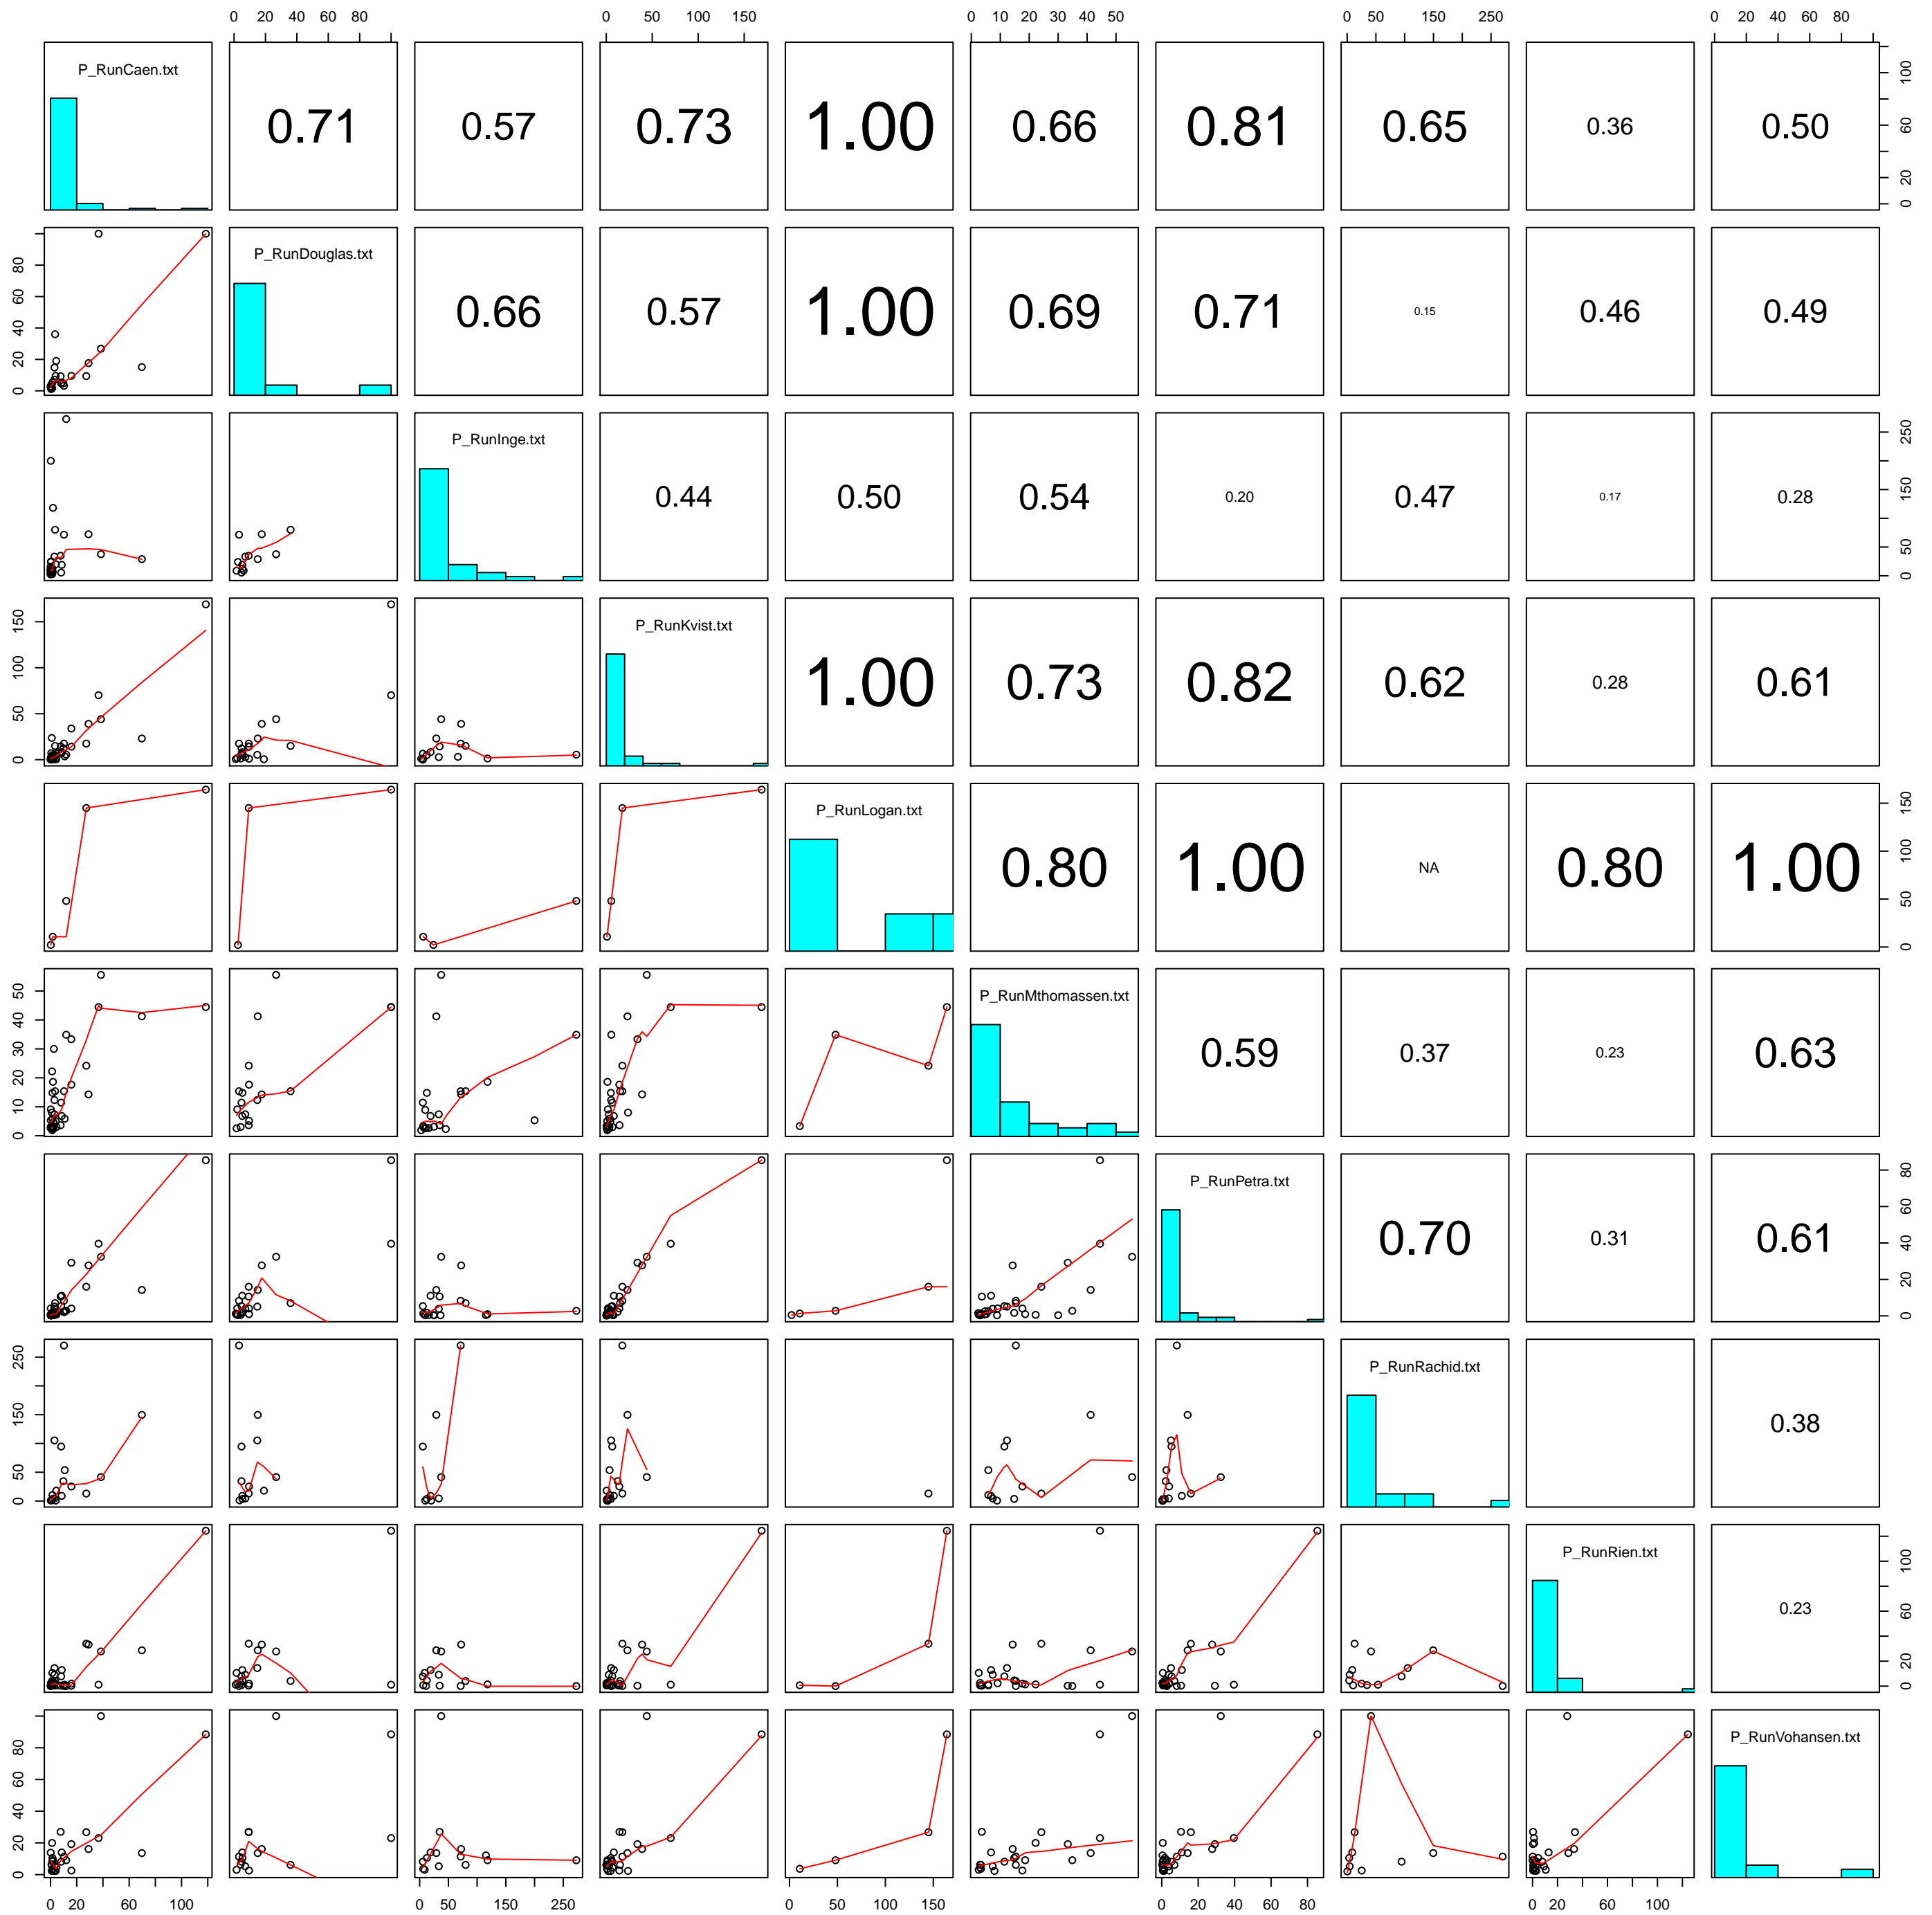 0 20 40 60 80 0 50 150 0 10 20 30 40 50 0 50 150 250 0 20 40 60 80
P_RunCaen.txt 0.71 0.57 0.73 1.00 0.66 0.81 0.65 0.36 0.50 0 20 60 100
0 20 40 60 80 P_RunDouglas.txt 0.66 0.57 1.00 0.69 0.71 0.15 0.46 0.49
P_RunInge.txt 0.44 0.50 0.54 0.20 0.47 0.17 0.28 0 50 150 250
0 50 100 150 P_RunKvist.txt 1.00 0.73 0.82 0.62 0.28 0.61
P_RunLogan.txt 0.80 1.00 NA 0.80 1.00 0 50 100 150
0 10 20 30 40 50 P_RunMthomassen.txt 0.59 0.37 0.23 0.63
P_RunPetra.txt 0.70 0.31 0.61 0 20 40 60 80
0 50 150 250 P_RunRachid.txt 0.38
P_RunRien.txt 0.23 0 20 60 100
0 20 40 60 80 P_RunVohansen.txt
0 20 60 100 0 50 150 250 0 50 100 150 0 20 40 60 80 0 20 60 100